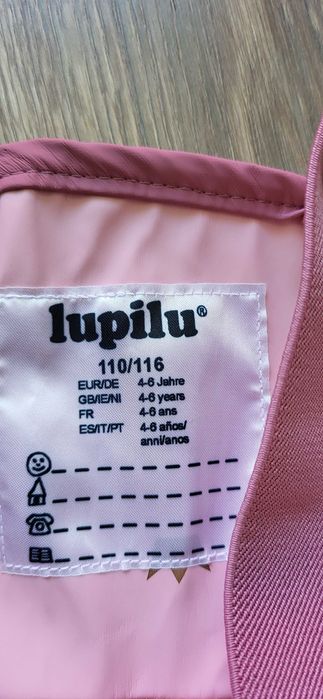 lupilu®
110/116
EUR/DE 4-6 Jahre
GB/IE/NI 4-6 years
FR 4-6 ans
ES/IT/PT 4-6 años/
anni/anos